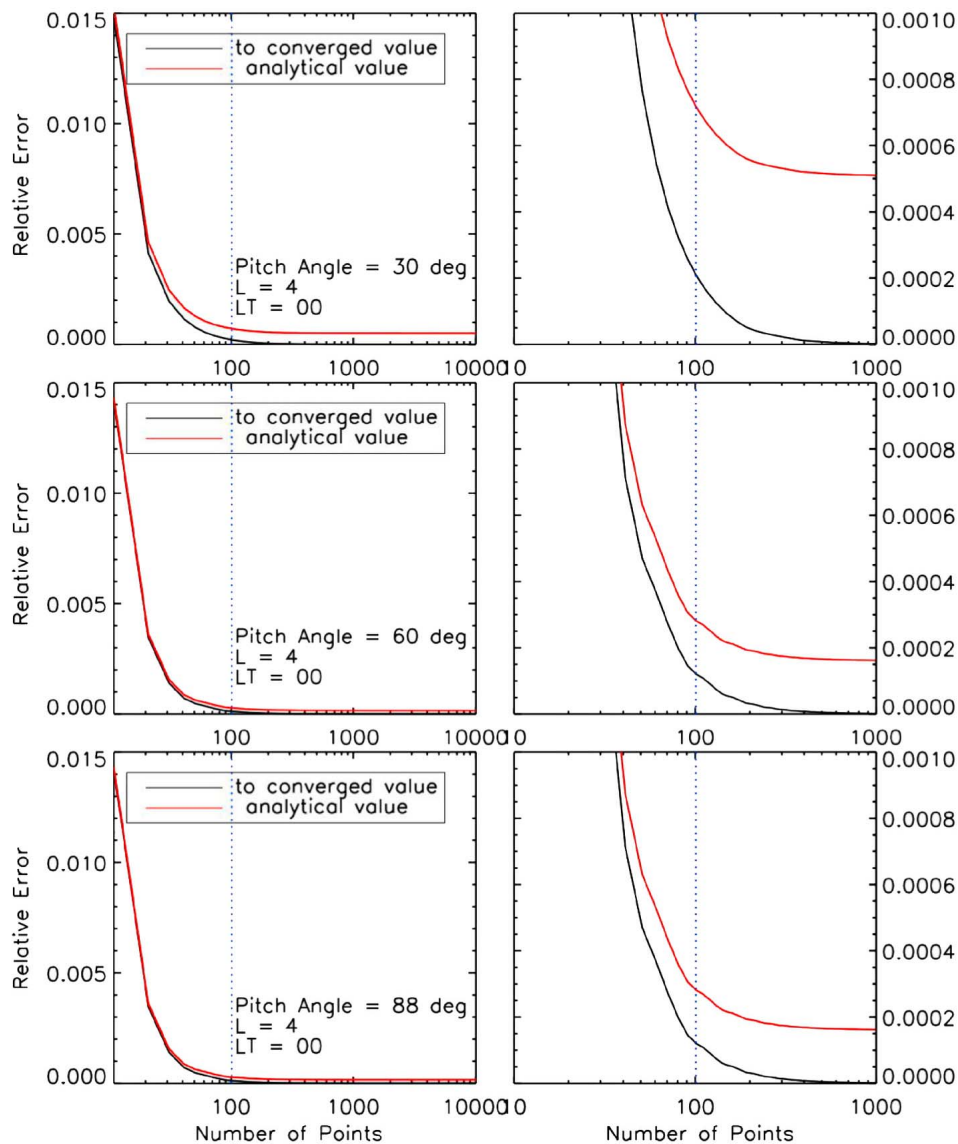 0.015
0.010
0.005
0.000
Relative Error
to converged value
analytical value
Pitch Angle = 30 deg
L = 4
LT = 00
100
1000
10000
0.0010
0.0008
0.0006
0.0004
0.0002
0.0000
10
100
1000
0.015
0.010
0.005
0.000
Relative Error
to converged value
analytical value
Pitch Angle = 60 deg
L = 4
LT = 00
100
1000
10000
0.0010
0.0008
0.0006
0.0004
0.0002
0.0000
10
100
1000
0.015
0.010
0.005
0.000
Relative Error
to converged value
analytical value
Pitch Angle = 88 deg
L = 4
LT = 00
100
1000
10000
Number of Points
0.0010
0.0008
0.0006
0.0004
0.0002
0.0000
10
100
1000
Number of Points